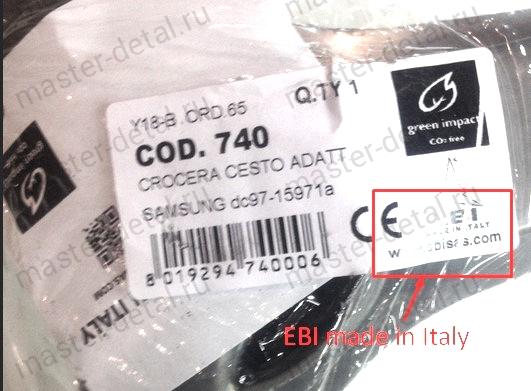 master-detal.ru
Y18-B ORD.65 Q.TY 1
COD. 740
CROCERA CESTO ADATT
SAMSUNG dc97-15971a
8 019294 740006
green impact
CO2 free
CE
EBI
MADE IN ITALY
www.ebisas.com
IN ITALY
EBI made in Italy